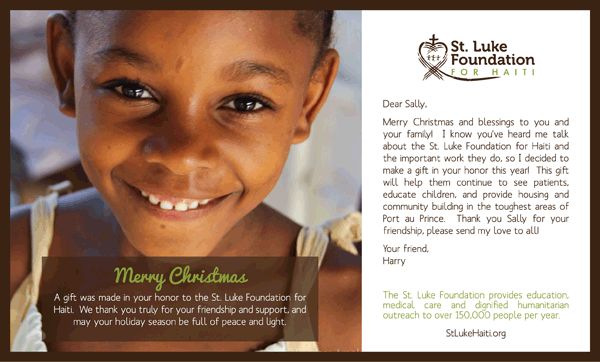 Merry Christmas
A gift was made in your honor to the St. Luke Foundation for
Haiti. We thank you truly for your friendship and support, and
may your holiday season be full of peace and light.
St. Luke
Foundation
FOR HAITI
Dear Sally,
Merry Christmas and blessings to you and
your family! I know you've heard me talk
about the St. Luke Foundation for Haiti and
the important work they do, so I decided to
make a gift in your honor this year! This gift
will help them continue to see patients,
educate children, and provide housing and
community building in the toughest areas of
Port au Prince. Thank you Sally for your
friendship, please send my love to all!
Your friend,
Harry
The St. Luke Foundation provides education,
medical care and dignified humanitarian
outreach to over 150,000 people per year.
StLukeHaiti.org